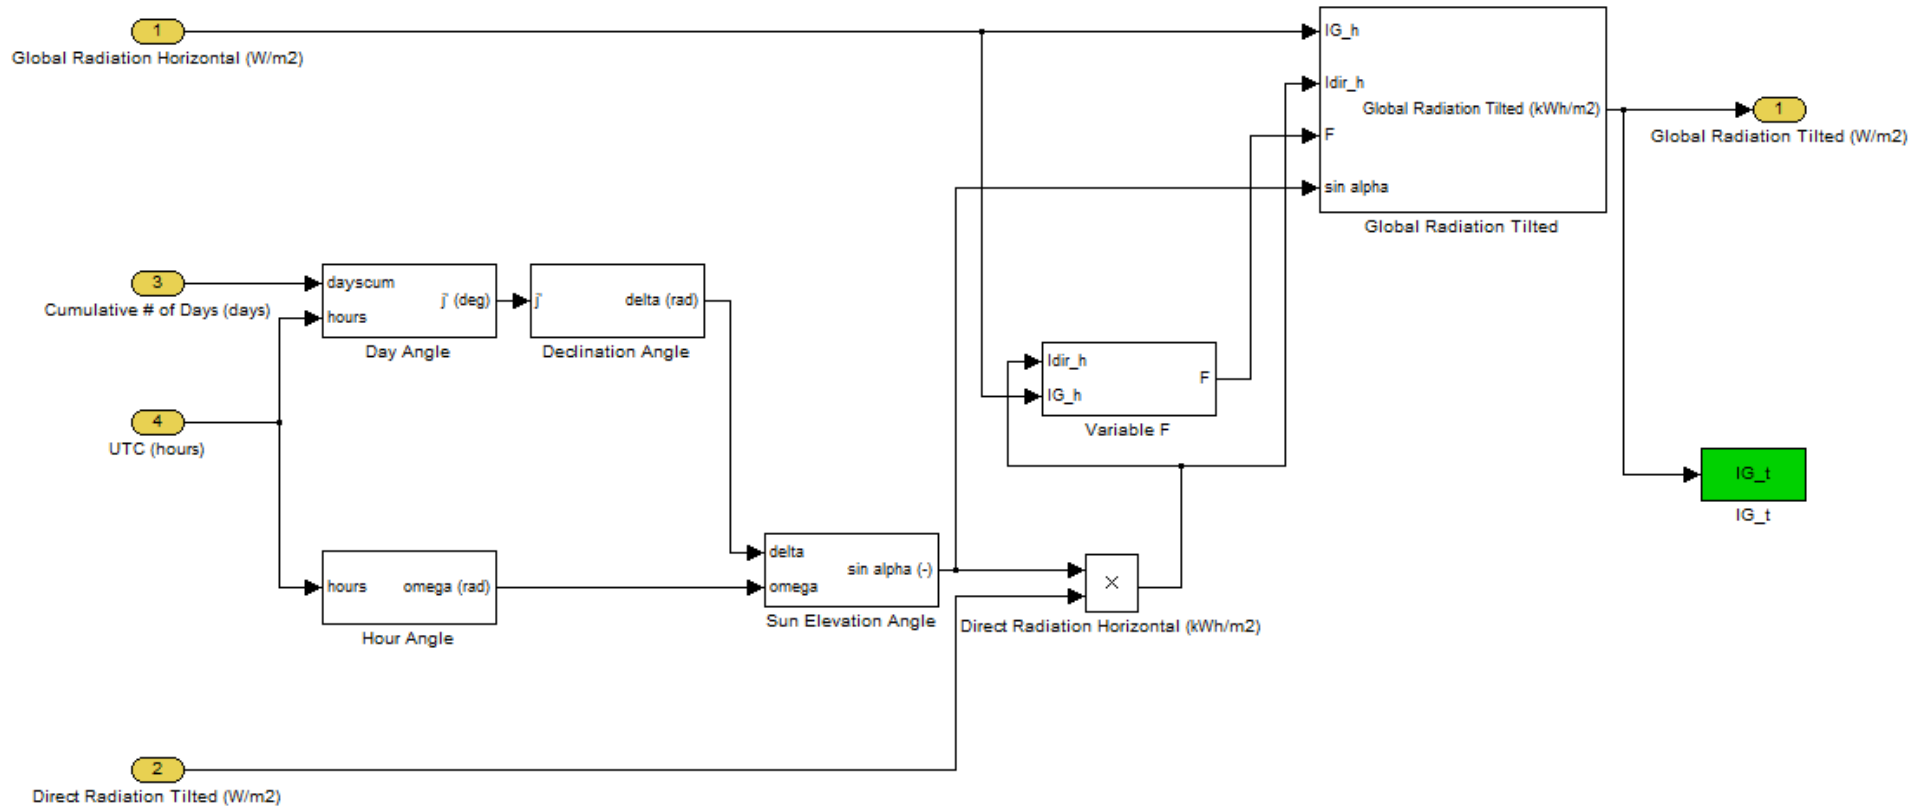 1
Global Radiation Horizontal (W/m2)
IG_h
Idir_h
Global Radiation Tilted (kWh/m2)
F
sin alpha
Global Radiation Tilted
1
Global Radiation Tilted (W/m2)
3
Cumulative # of Days (days)
dayscum
j' (deg)
hours
Day Angle
j'
delta (rad)
Declination Angle
Idir_h
F
IG_h
Variable F
4
UTC (hours)
IG_t
IG_t
hours
omega (rad)
Hour Angle
delta
sin alpha (-)
omega
Sun Elevation Angle
×
Direct Radiation Horizontal (kWh/m2)
2
Direct Radiation Tilted (W/m2)